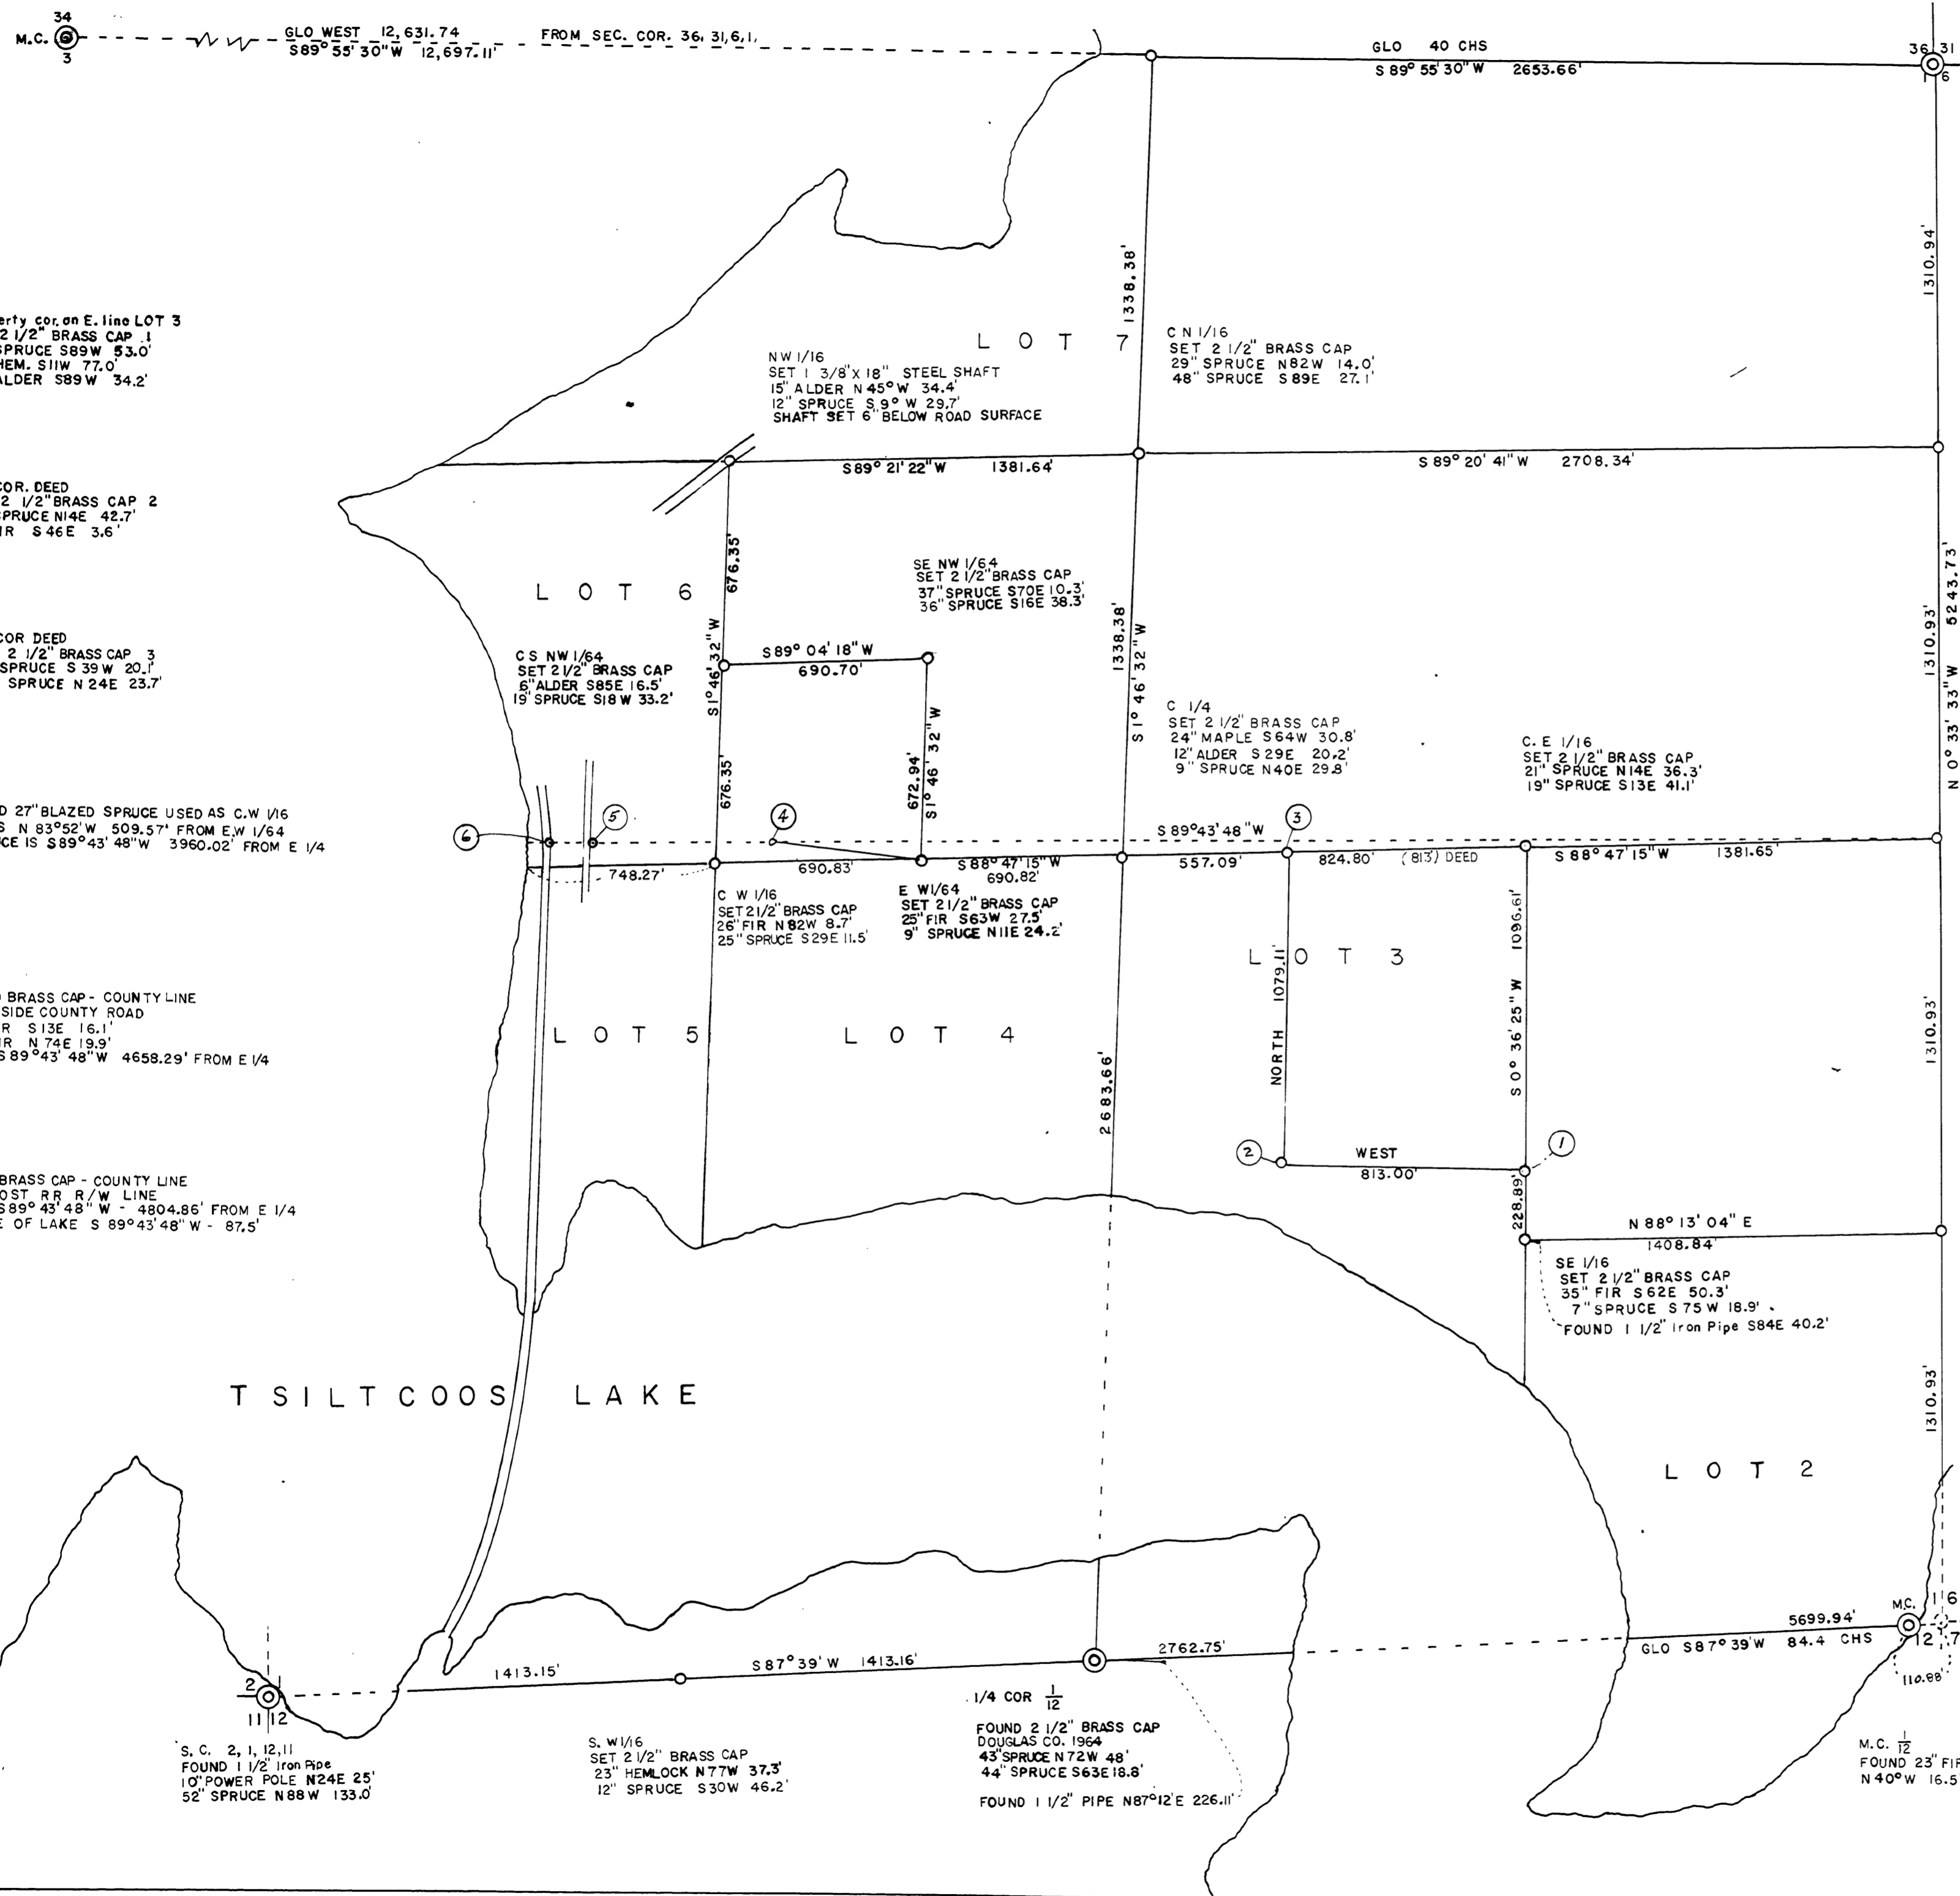 34
M.C.
3
GLO WEST 12,631.74
S89° 55' 30" W 12,697.11'
FROM SEC. COR. 36, 31, 6, 1,
GLO 40 CHS
S 89° 55' 30" W 2653.66'
36 31
1 6
1310.94'
1338.38'
L O T 7
C N 1/16
SET 2 1/2" BRASS CAP
29" SPRUCE N82W 14.0'
48" SPRUCE S89E 27.1'
NW 1/16
SET 1 3/8" X 18" STEEL SHAFT
15" ALDER N 45° W 34.4'
12" SPRUCE S 9° W 29.7'
SHAFT SET 6" BELOW ROAD SURFACE
erty cor. on E. line LOT 3
2 1/2" BRASS CAP 1
SPRUCE S89W 53.0'
HEM. S11W 77.0'
ALDER S89W 34.2'
S89° 21' 22" W 1381.64'
S 89° 20' 41" W 2708.34'
COR. DEED
2 1/2" BRASS CAP 2
SPRUCE N14E 42.7'
IR S46E 3.6'
676.35'
L O T 6
SE NW 1/64
SET 2 1/2" BRASS CAP
37" SPRUCE S70E 10.3'
36" SPRUCE S16E 38.3'
1338.38'
S 1° 46' 32" W
1310.93'
N 0° 33' 33" W 5243.73'
COR DEED
2 1/2" BRASS CAP 3
SPRUCE S 39 W 20.1'
SPRUCE N 24E 23.7'
C S NW 1/64
SET 2 1/2" BRASS CAP
6" ALDER S85E 16.5'
19" SPRUCE S18W 33.2'
S1° 46' 32" W
S89° 04' 18" W
690.70'
676.35'
672.94'
S1° 46' 32" W
C 1/4
SET 2 1/2" BRASS CAP
24" MAPLE S64W 30.8'
12" ALDER S 29E 20.2'
9" SPRUCE N40E 29.8'
C. E 1/16
SET 2 1/2" BRASS CAP
21" SPRUCE N14E 36.3'
19" SPRUCE S13E 41.1'
D 27" BLAZED SPRUCE USED AS C.W 1/16
S N 83°52' W 509.57' FROM E.W 1/64
CE IS S89°43' 48" W 3960.02' FROM E 1/4
6
5
4
3
S 89°43' 48" W
748.27'
690.83'
S88° 47' 15" W
690.82'
557.09'
824.80' (813') DEED
S 88° 47' 15" W 1381.65'
C W 1/16
SET 2 1/2" BRASS CAP
26" FIR N82W 8.7'
25" SPRUCE S29E 11.5'
E W1/64
SET 2 1/2" BRASS CAP
25" FIR S63W 27.5'
9" SPRUCE N11E 24.2'
L O T 3
NORTH 1079.11'
S 0° 36' 25" W 1096.61'
1310.93'
BRASS CAP - COUNTY LINE
SIDE COUNTY ROAD
R S13E 16.1'
IR N 74E 19.9'
S 89°43' 48" W 4658.29' FROM E 1/4
L O T 5
L O T 4
2683.66'
2
WEST
813.00'
1
228.89'
BRASS CAP - COUNTY LINE
OST RR R/W LINE
S89° 43' 48" W - 4804.86' FROM E 1/4
E OF LAKE S 89°43' 48" W - 87.5'
N 88° 13' 04" E
1408.84'
SE 1/16
SET 2 1/2" BRASS CAP
35" FIR S62E 50.3'
7" SPRUCE S75W 18.9'
FOUND 1 1/2" Iron Pipe S84E 40.2'
1310.93'
TSILTCOOS LAKE
L O T 2
M.C.
1 6
12 7
5699.94'
GLO S87°39' W 84.4 CHS
110.88'
2762.75'
S 87° 39' W 1413.16'
1413.15'
2 1
11 12
S. C. 2, 1, 12, 11
FOUND 1 1/2" Iron Pipe
10" POWER POLE N24E 25'
52" SPRUCE N88W 133.0'
S. W1/16
SET 2 1/2" BRASS CAP
23" HEMLOCK N77W 37.3'
12" SPRUCE S30W 46.2'
1/4 COR 1/12
FOUND 2 1/2" BRASS CAP
DOUGLAS CO. 1964
43" SPRUCE N72W 48'
44" SPRUCE S63E 18.8'
FOUND 1 1/2" PIPE N87°12' E 226.11'
M.C. 1/12
FOUND 23" FIR
N 40° W 16.5